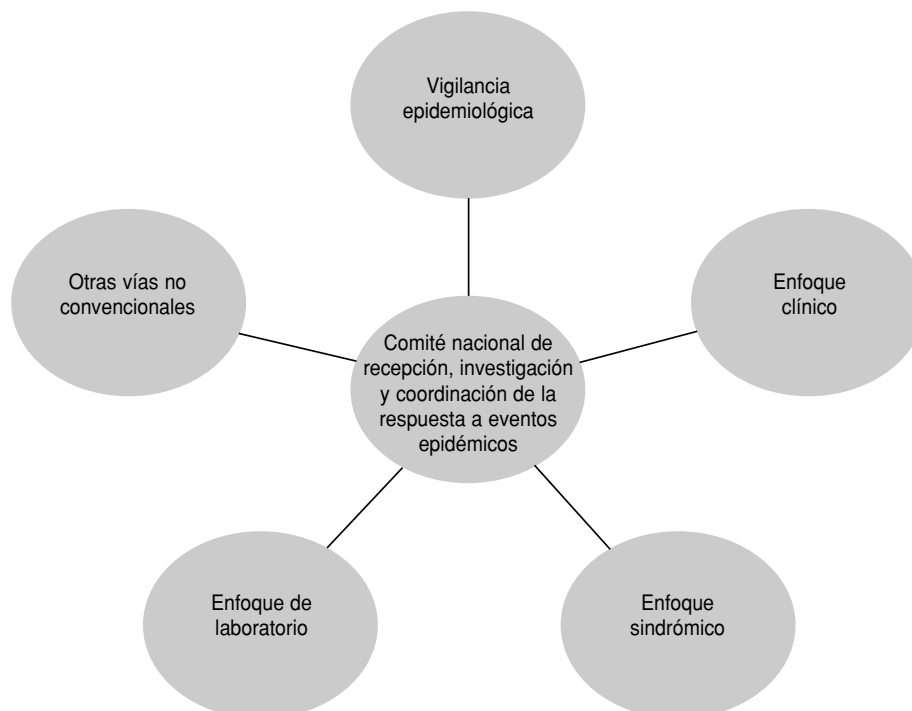 Vigilancia
epidemiológica
Otras vías no
convencionales
Enfoque
clínico
Comité nacional de
recepción, investigación
y coordinación de la
respuesta a eventos
epidémicos
Enfoque de
laboratorio
Enfoque
sindrómico